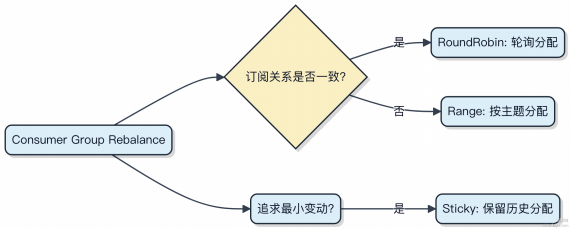 是
RoundRobin: 轮询分配
订阅关系是否一致?
否
Range: 按主题分配
Consumer Group Rebalance
追求最小变动?
是
Sticky: 保留历史分配